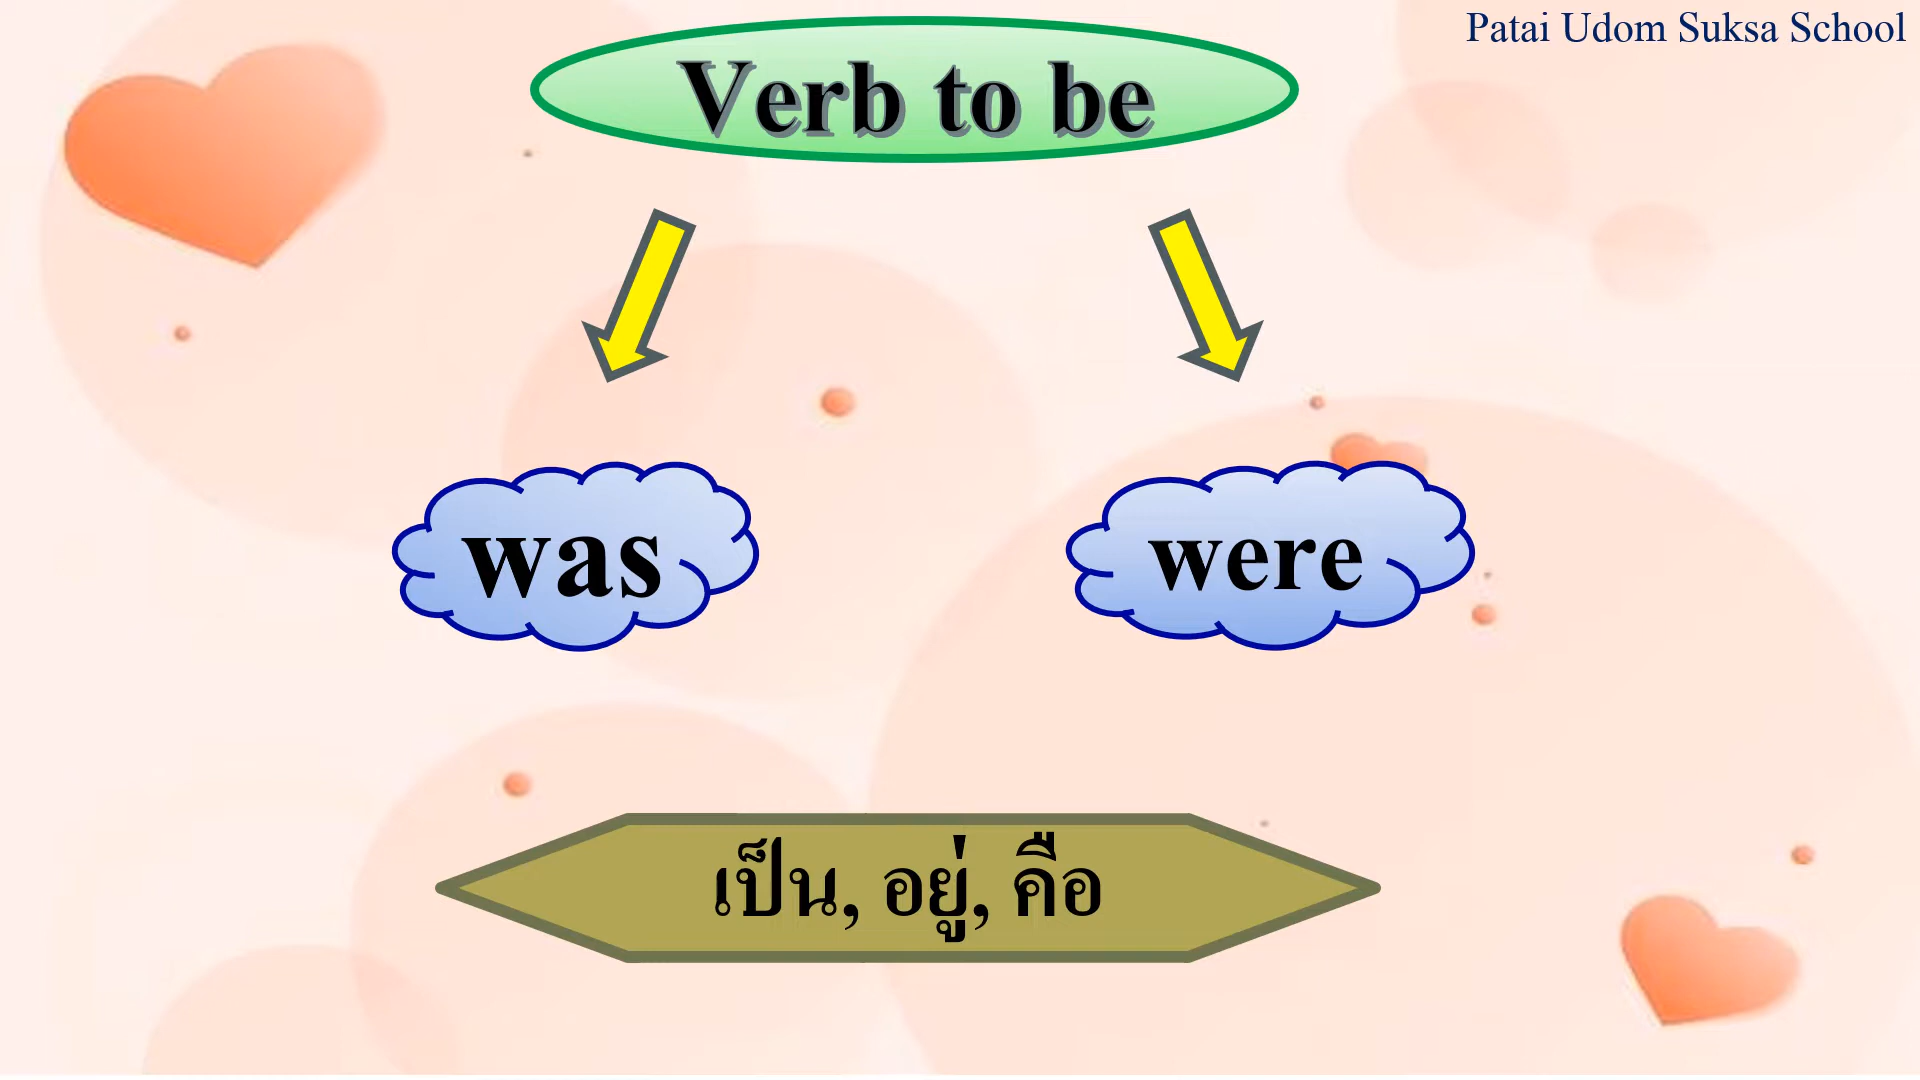 Patai Udom Suksa School
Verb to be
was
were
เป็น, อยู่, คือ